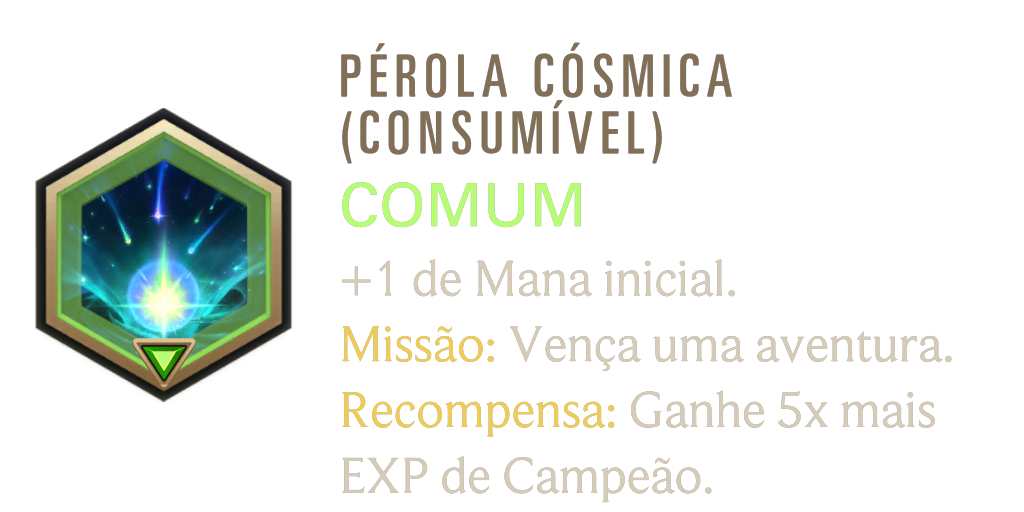 PÉROLA CÓSMICA
(CONSUMÍVEL)
COMUM
+1 de Mana inicial.
Missão: Vença uma aventura.
Recompensa: Ganhe 5x mais
EXP de Campeão.